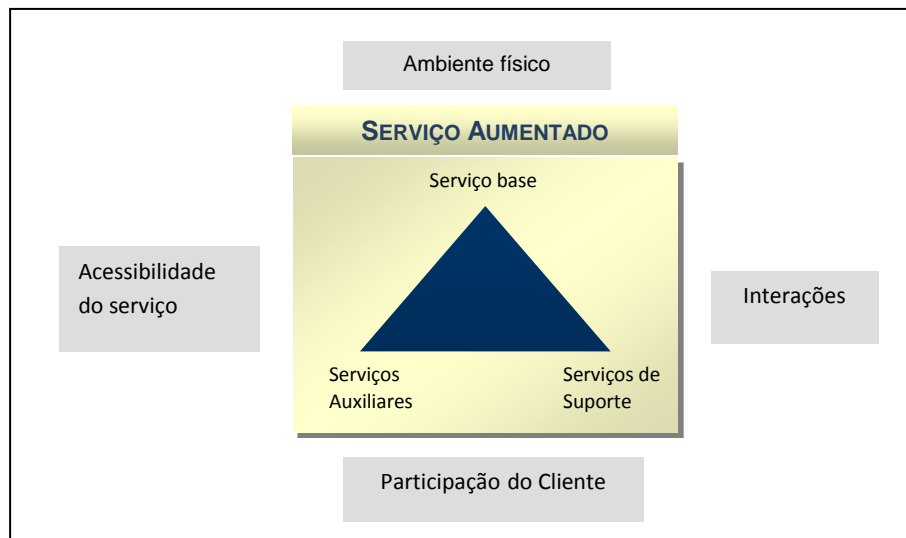 Ambiente físico
SERVIÇO AUMENTADO
Serviço base
Acessibilidade
do serviço
Interações
Serviços
Auxiliares
Serviços de
Suporte
Participação do Cliente